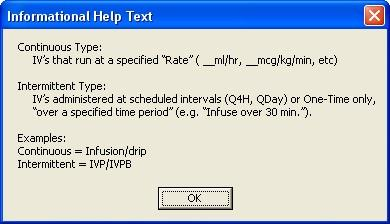 Informational Help Text
Continuous Type:
IV's that run at a specified "Rate" ( __ml/hr, __mcg/kg/min, etc)
Intermittent Type:
IV's administered at scheduled intervals (Q4H, QDay) or One-Time only,
"over a specified time period" (e.g. "Infuse over 30 min.").
Examples:
Continuous = Infusion/drip
Intermittent = IVP/IVPB
OK